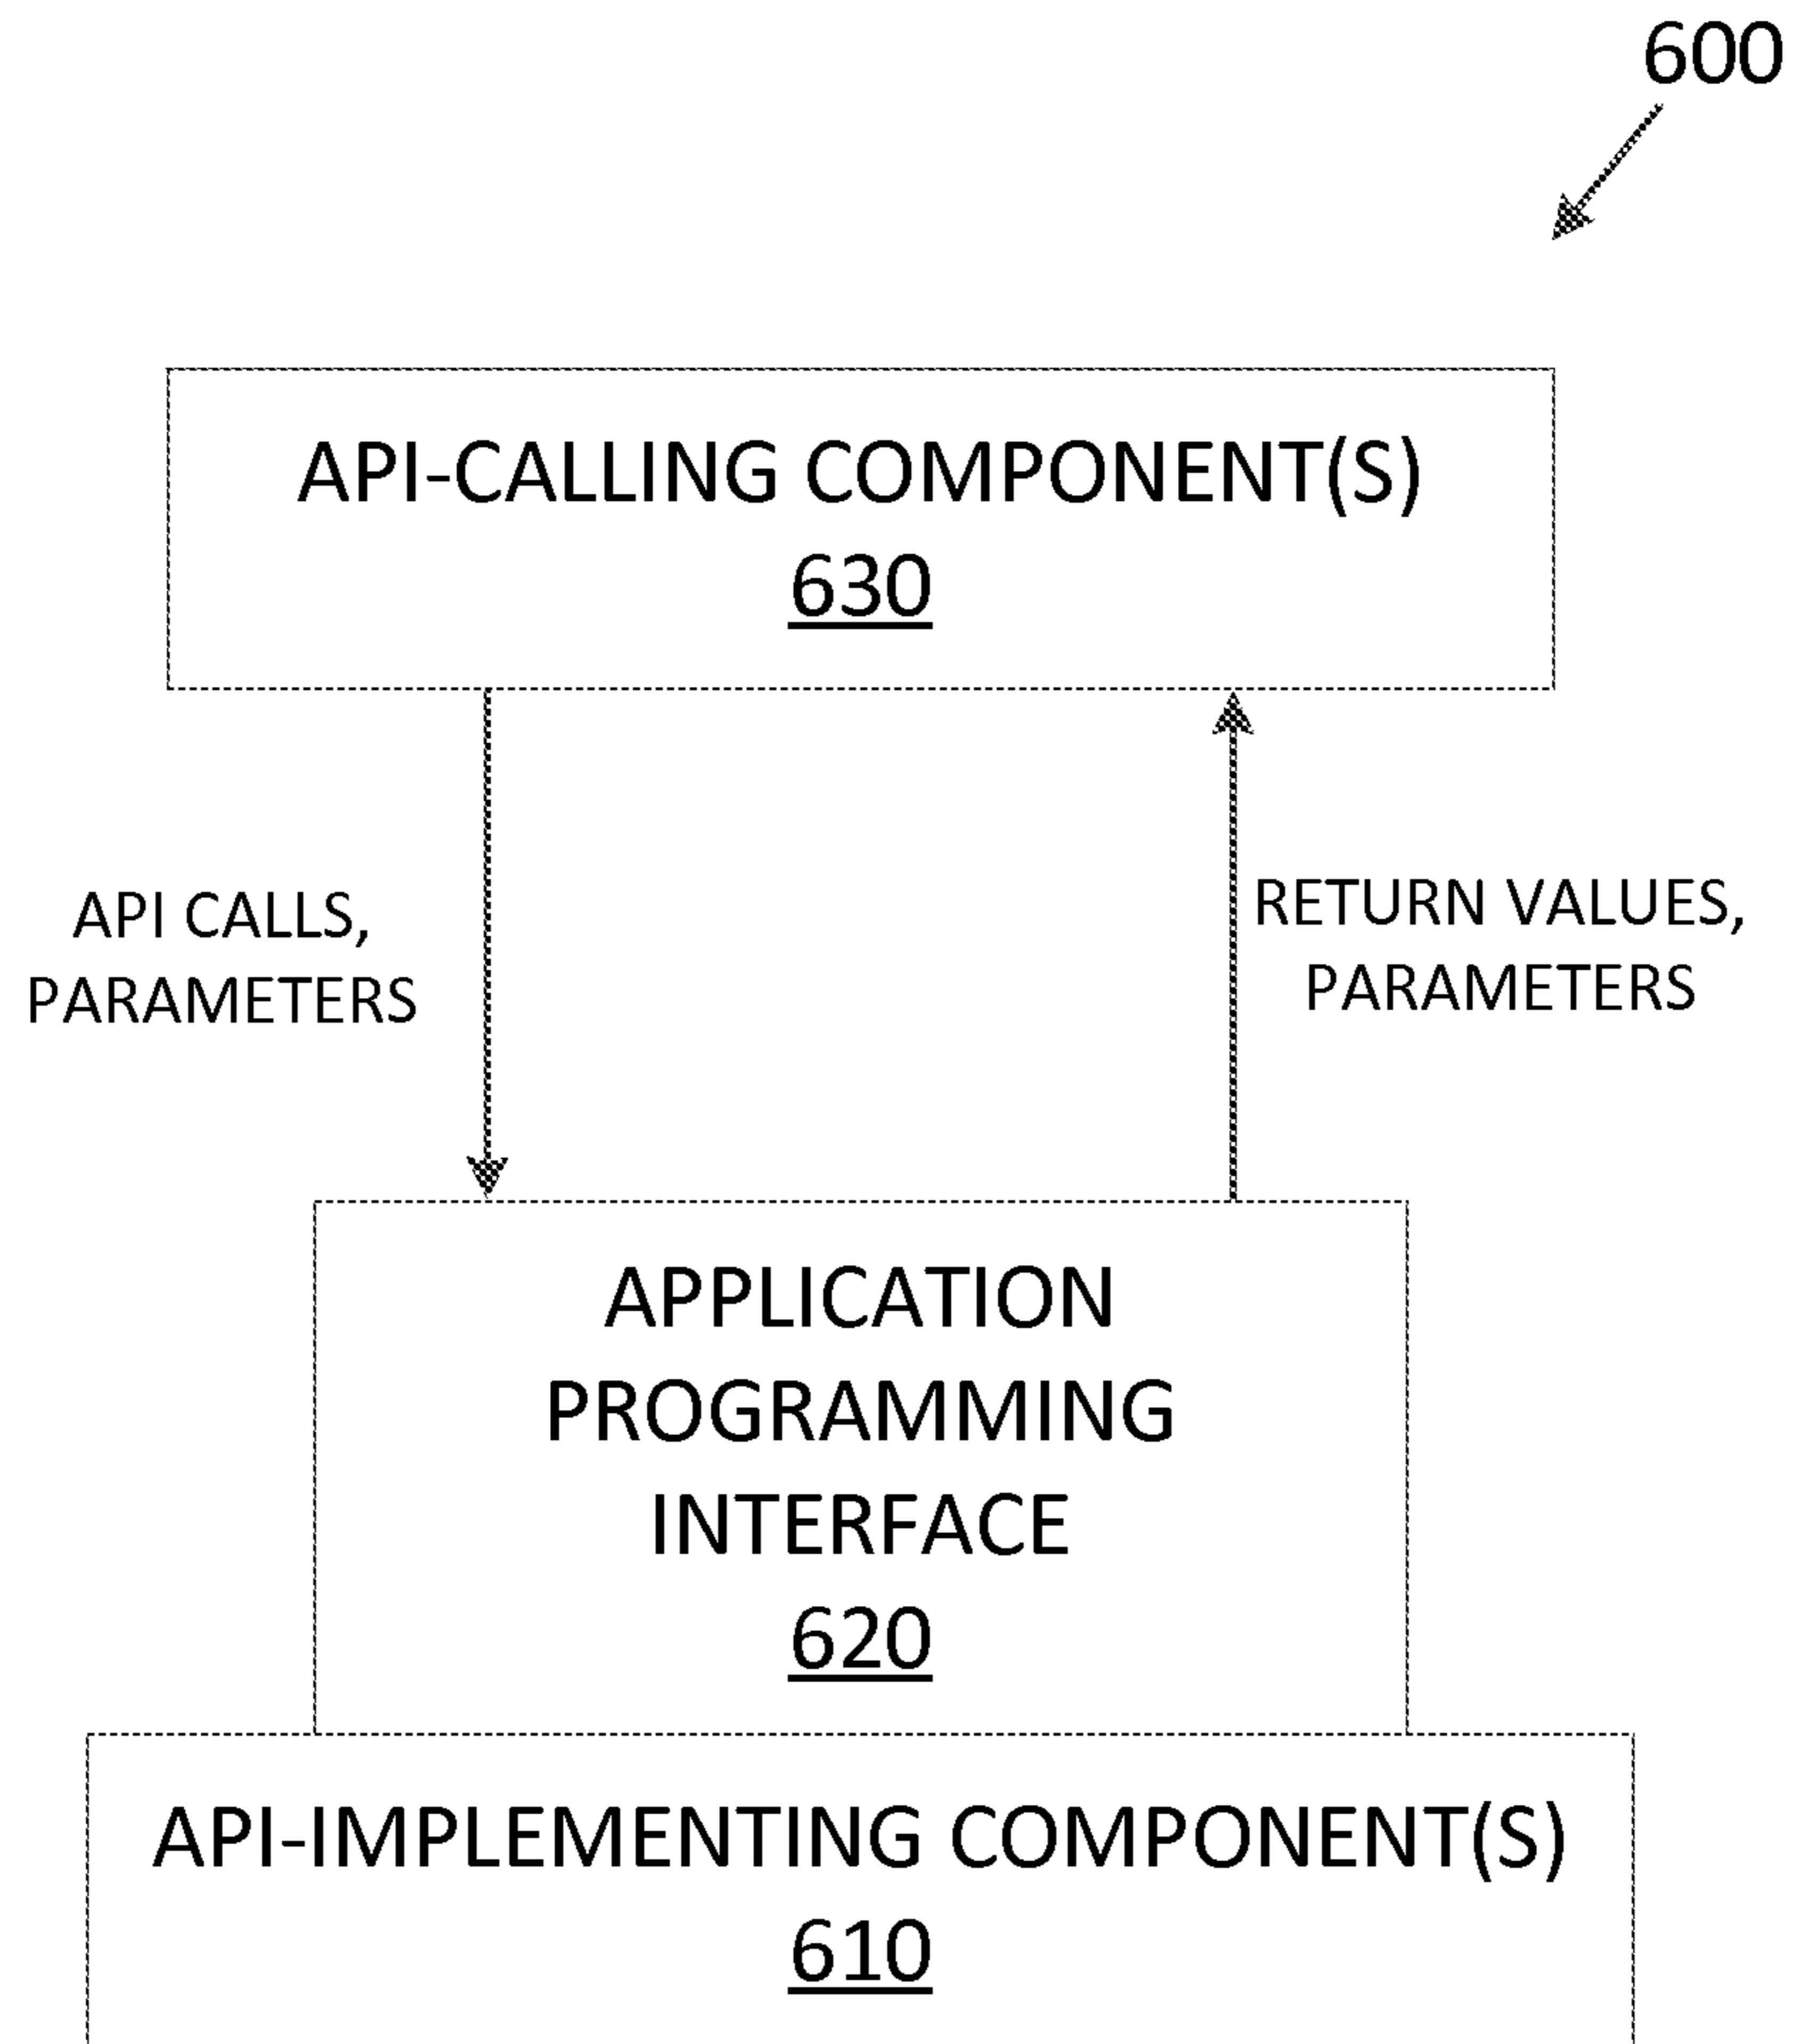 600
API-CALLING COMPONENT(S)
630
API CALLS,
PARAMETERS
RETURN VALUES,
PARAMETERS
APPLICATION
PROGRAMMING
INTERFACE
620
API-IMPLEMENTING COMPONENT(S)
610